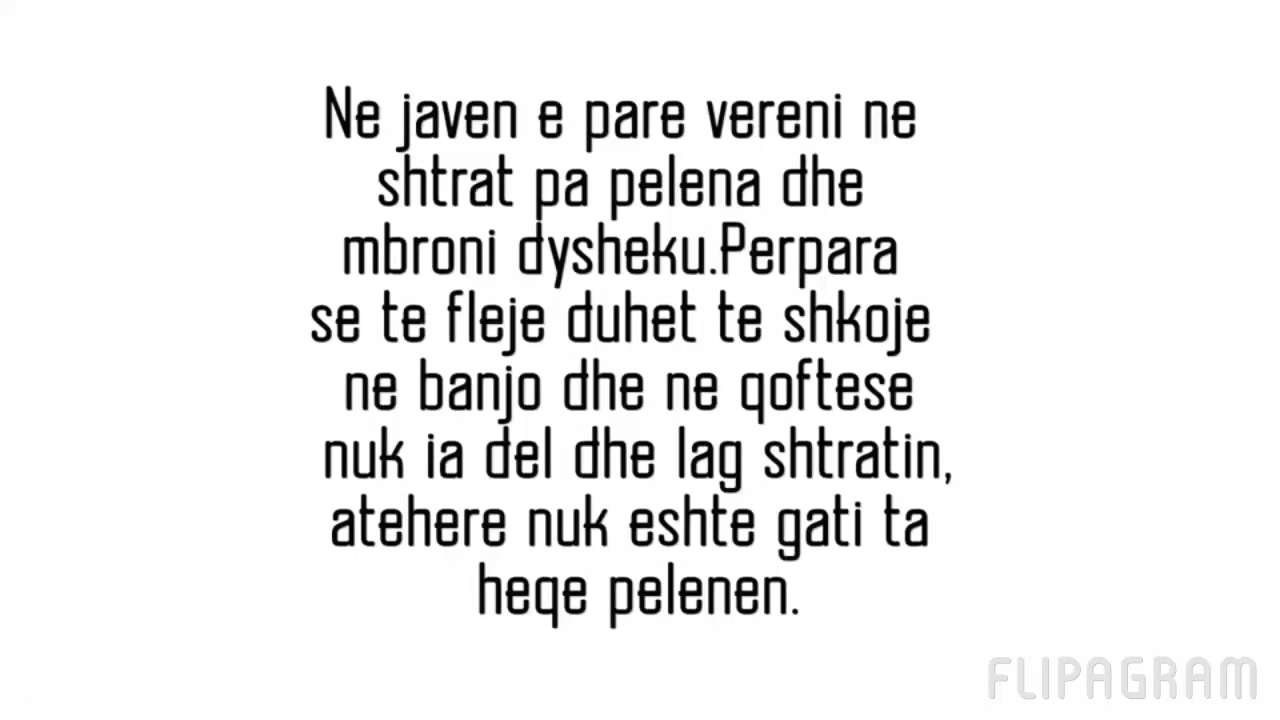 Ne javen e pare vereni ne
shtrat pa pelena dhe
mbroni dysheku.Perpara
se te fleje duhet te shkoje
ne banjo dhe ne qoftese
nuk ia del dhe lag shtratin,
atehere nuk eshte gati ta
heqe pelenen.
FLIPAGRAM